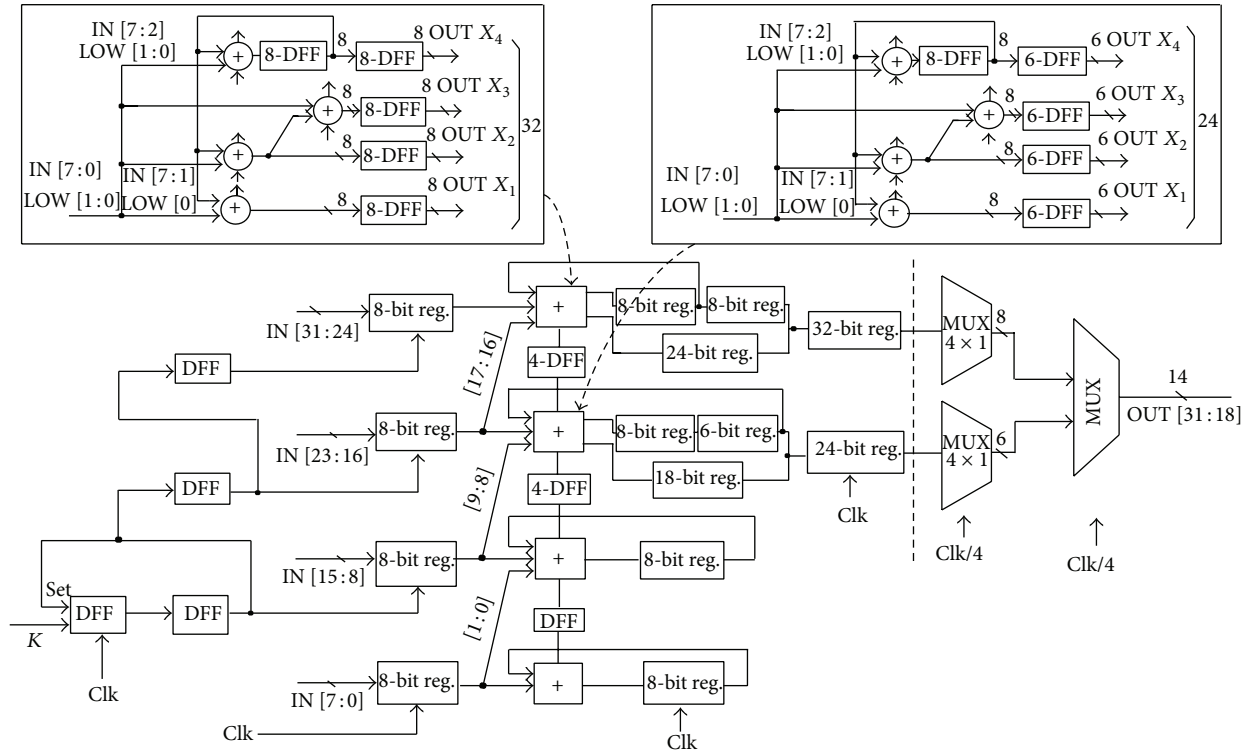 IN [7:2]
LOW [1:0]
8-DFF
8
8-DFF
8 OUT X4
8
8-DFF
8 OUT X3
32
8
8-DFF
8 OUT X2
IN [7:0]
IN [7:1]
LOW [1:0]
LOW [0]
8
8-DFF
8 OUT X1
+
+
+
+
IN [7:2]
LOW [1:0]
8-DFF
8
6-DFF
6 OUT X4
8
6-DFF
6 OUT X3
24
8
6-DFF
6 OUT X2
IN [7:0]
IN [7:1]
LOW [1:0]
LOW [0]
8
6-DFF
6 OUT X1
+
+
+
+
IN [31:24]
8-bit reg.
+
8-bit reg.
8-bit reg.
24-bit reg.
32-bit reg.
MUX
4 × 1
8
DFF
[17:16]
4-DFF
MUX
14
OUT [31:18]
IN [23:16]
8-bit reg.
+
8-bit reg.
6-bit reg.
18-bit reg.
24-bit reg.
Clk
MUX
4 × 1
6
Clk/4
Clk/4
DFF
[9:8]
4-DFF
IN [15:8]
8-bit reg.
+
8-bit reg.
Set
DFF
DFF
K
Clk
[1:0]
DFF
IN [7:0]
8-bit reg.
+
8-bit reg.
Clk
Clk